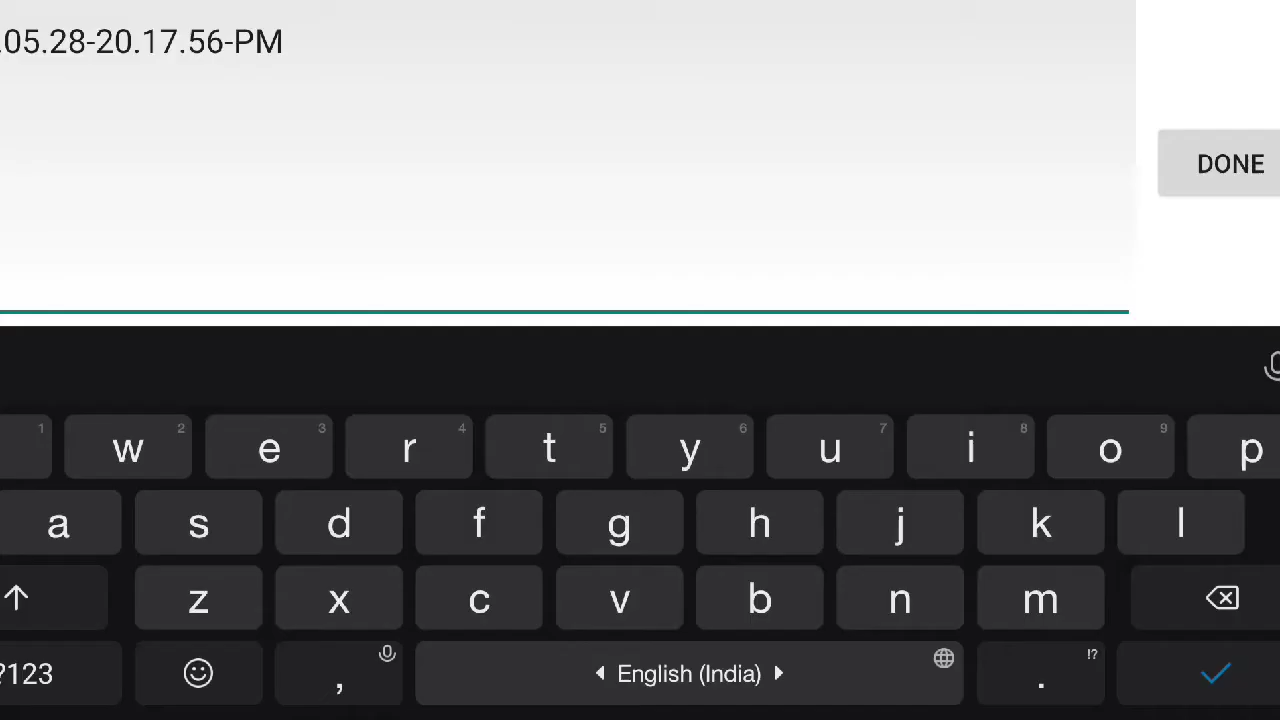 .05.28-20.17.56-PM
DONE
1 2 3 4 5 6 7 8 9
w e r t y u i o p
a s d f g h j k l
z x c v b n m
?123 , English (India) . !?